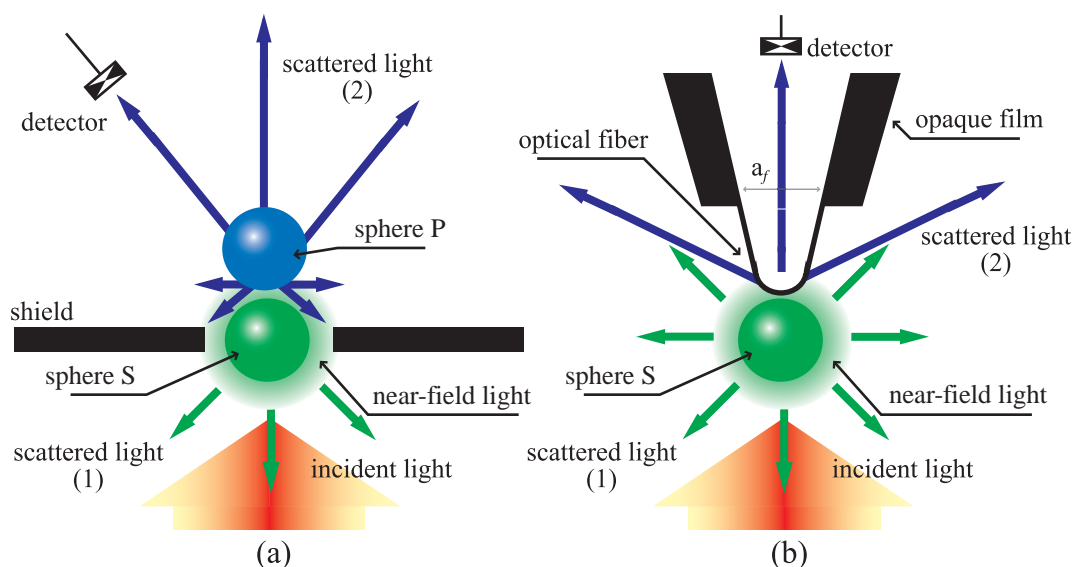 scattered light
(2)
detector
sphere P
shield
sphere S
near-field light
scattered light
(1)
incident light
(a)
detector
opaque film
optical fiber
a_f
scattered light
(2)
sphere S
near-field light
scattered light
(1)
incident light
(b)